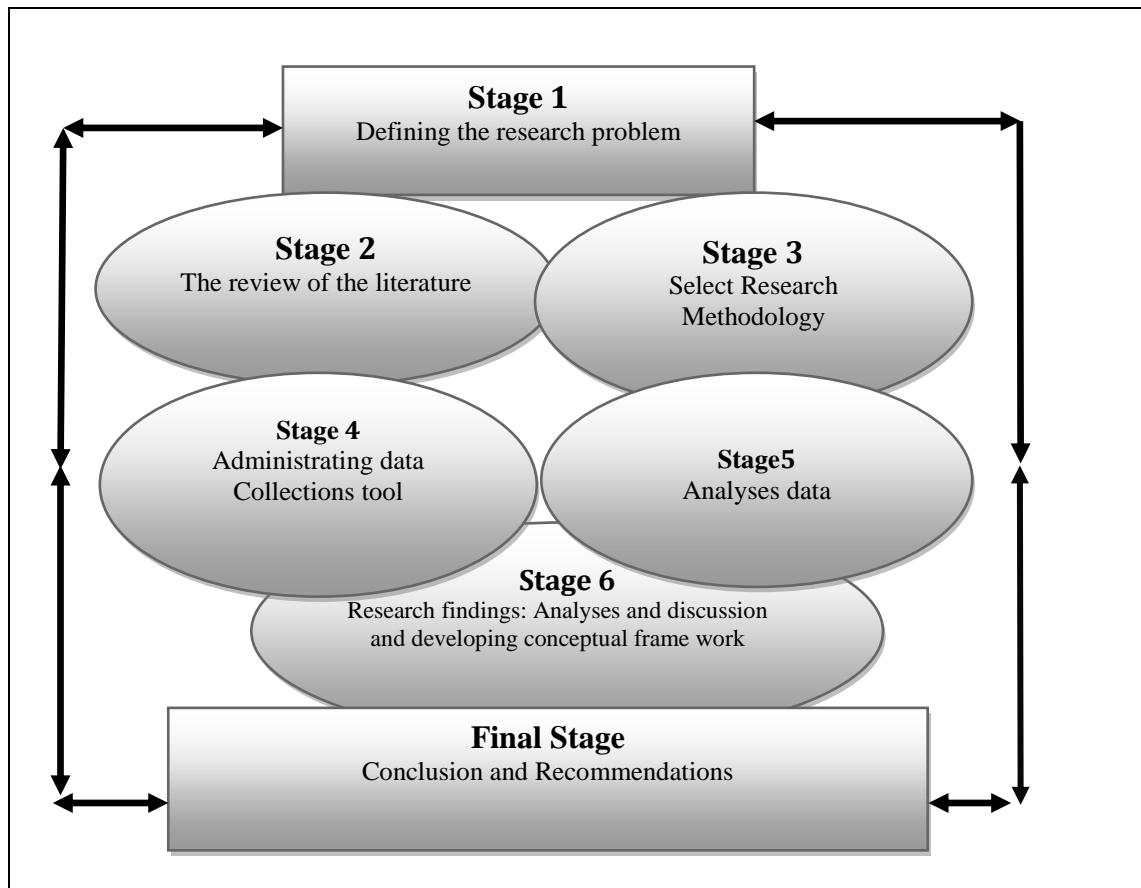 Stage 1
Defining the research problem
Stage 2
The review of the literature
Stage 3
Select Research
Methodology
Stage 4
Administrating data
Collections tool
Stage5
Analyses data
Stage 6
Research findings: Analyses and discussion
and developing conceptual frame work
Final Stage
Conclusion and Recommendations